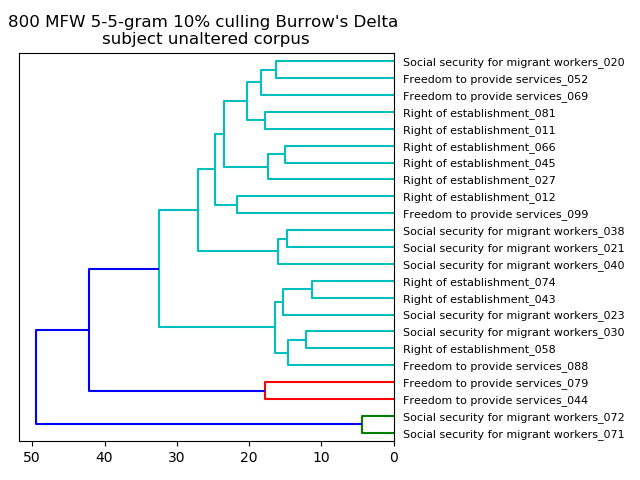 800 MFW 5-5-gram 10% culling Burrow's Delta
subject unaltered corpus
Social security for migrant workers_020
Freedom to provide services_052
Freedom to provide services_069
Right of establishment_081
Right of establishment_011
Right of establishment_066
Right of establishment_045
Right of establishment_027
Right of establishment_012
Freedom to provide services_099
Social security for migrant workers_038
Social security for migrant workers_021
Social security for migrant workers_040
Right of establishment_074
Right of establishment_043
Social security for migrant workers_023
Social security for migrant workers_030
Right of establishment_058
Freedom to provide services_088
Freedom to provide services_079
Freedom to provide services_044
Social security for migrant workers_072
Social security for migrant workers_071
50 40 30 20 10 0